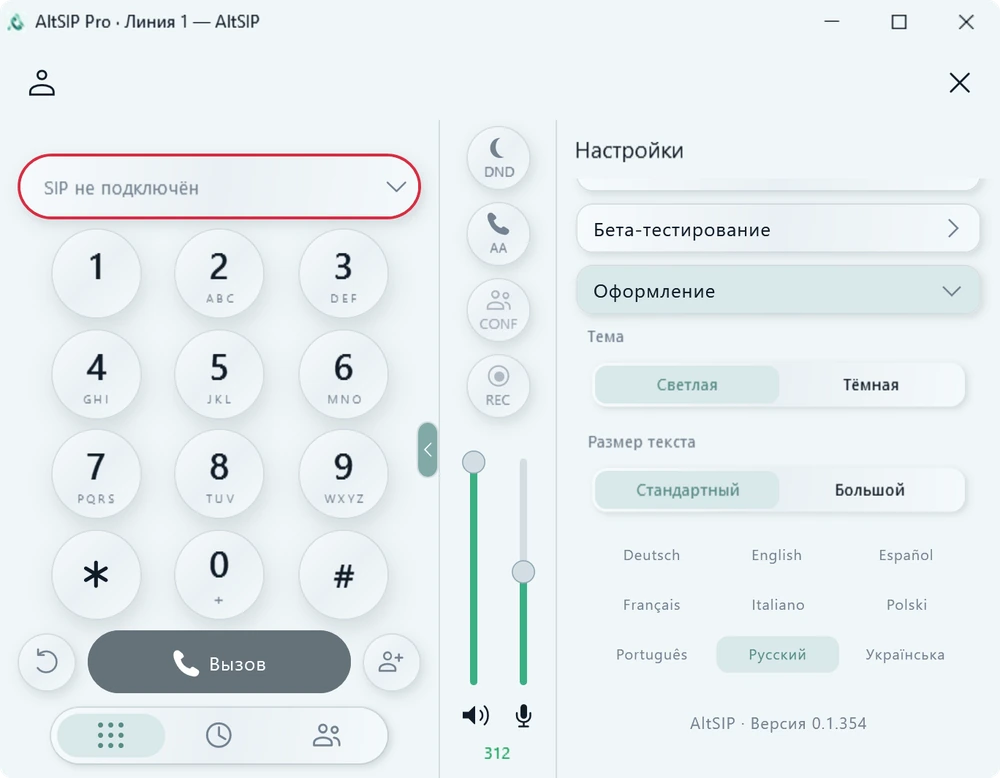 AltSIP Pro · Линия 1 — AltSIP
SIP не подключён
1
2
ABC
3
DEF
4
GHI
5
JKL
6
MNO
7
PQRS
8
TUV
9
WXYZ
*
0
+
#
Вызов
DND
AA
CONF
REC
312
Настройки
Бета-тестирование
Оформление
Тема
Светлая Тёмная
Размер текста
Стандартный Большой
Deutsch English Español
Français Italiano Polski
Português Русский Українська
AltSIP · Версия 0.1.354